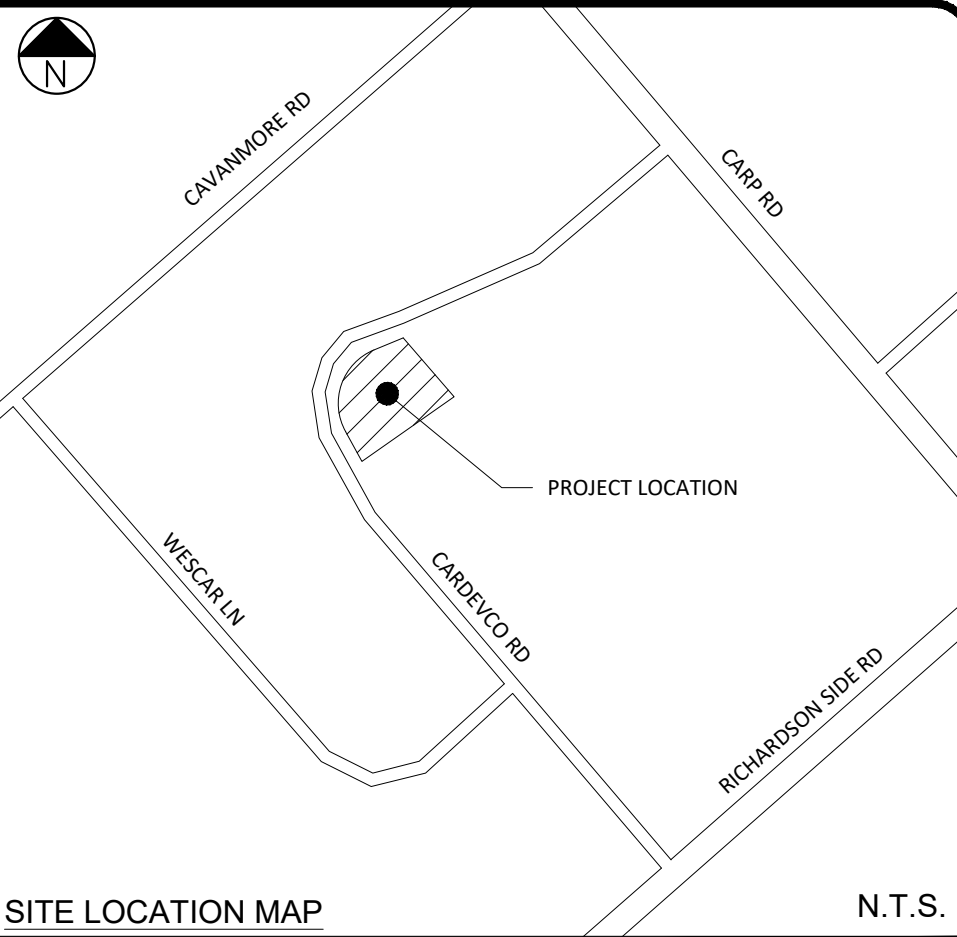 N
CAVANMORE RD
CARP RD
PROJECT LOCATION
WESCAR LN
CARDEVCO RD
RICHARDSON SIDE RD
SITE LOCATION MAP
N.T.S.